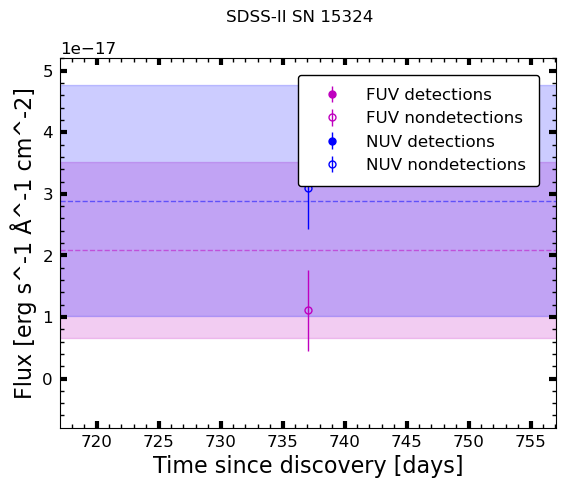 SDSS-II SN 15324
1e−17
FUV detections
FUV nondetections
NUV detections
NUV nondetections
5
4
3
2
1
0
Flux [erg s^-1 Å^-1 cm^-2]
720 725 730 735 740 745 750 755
Time since discovery [days]